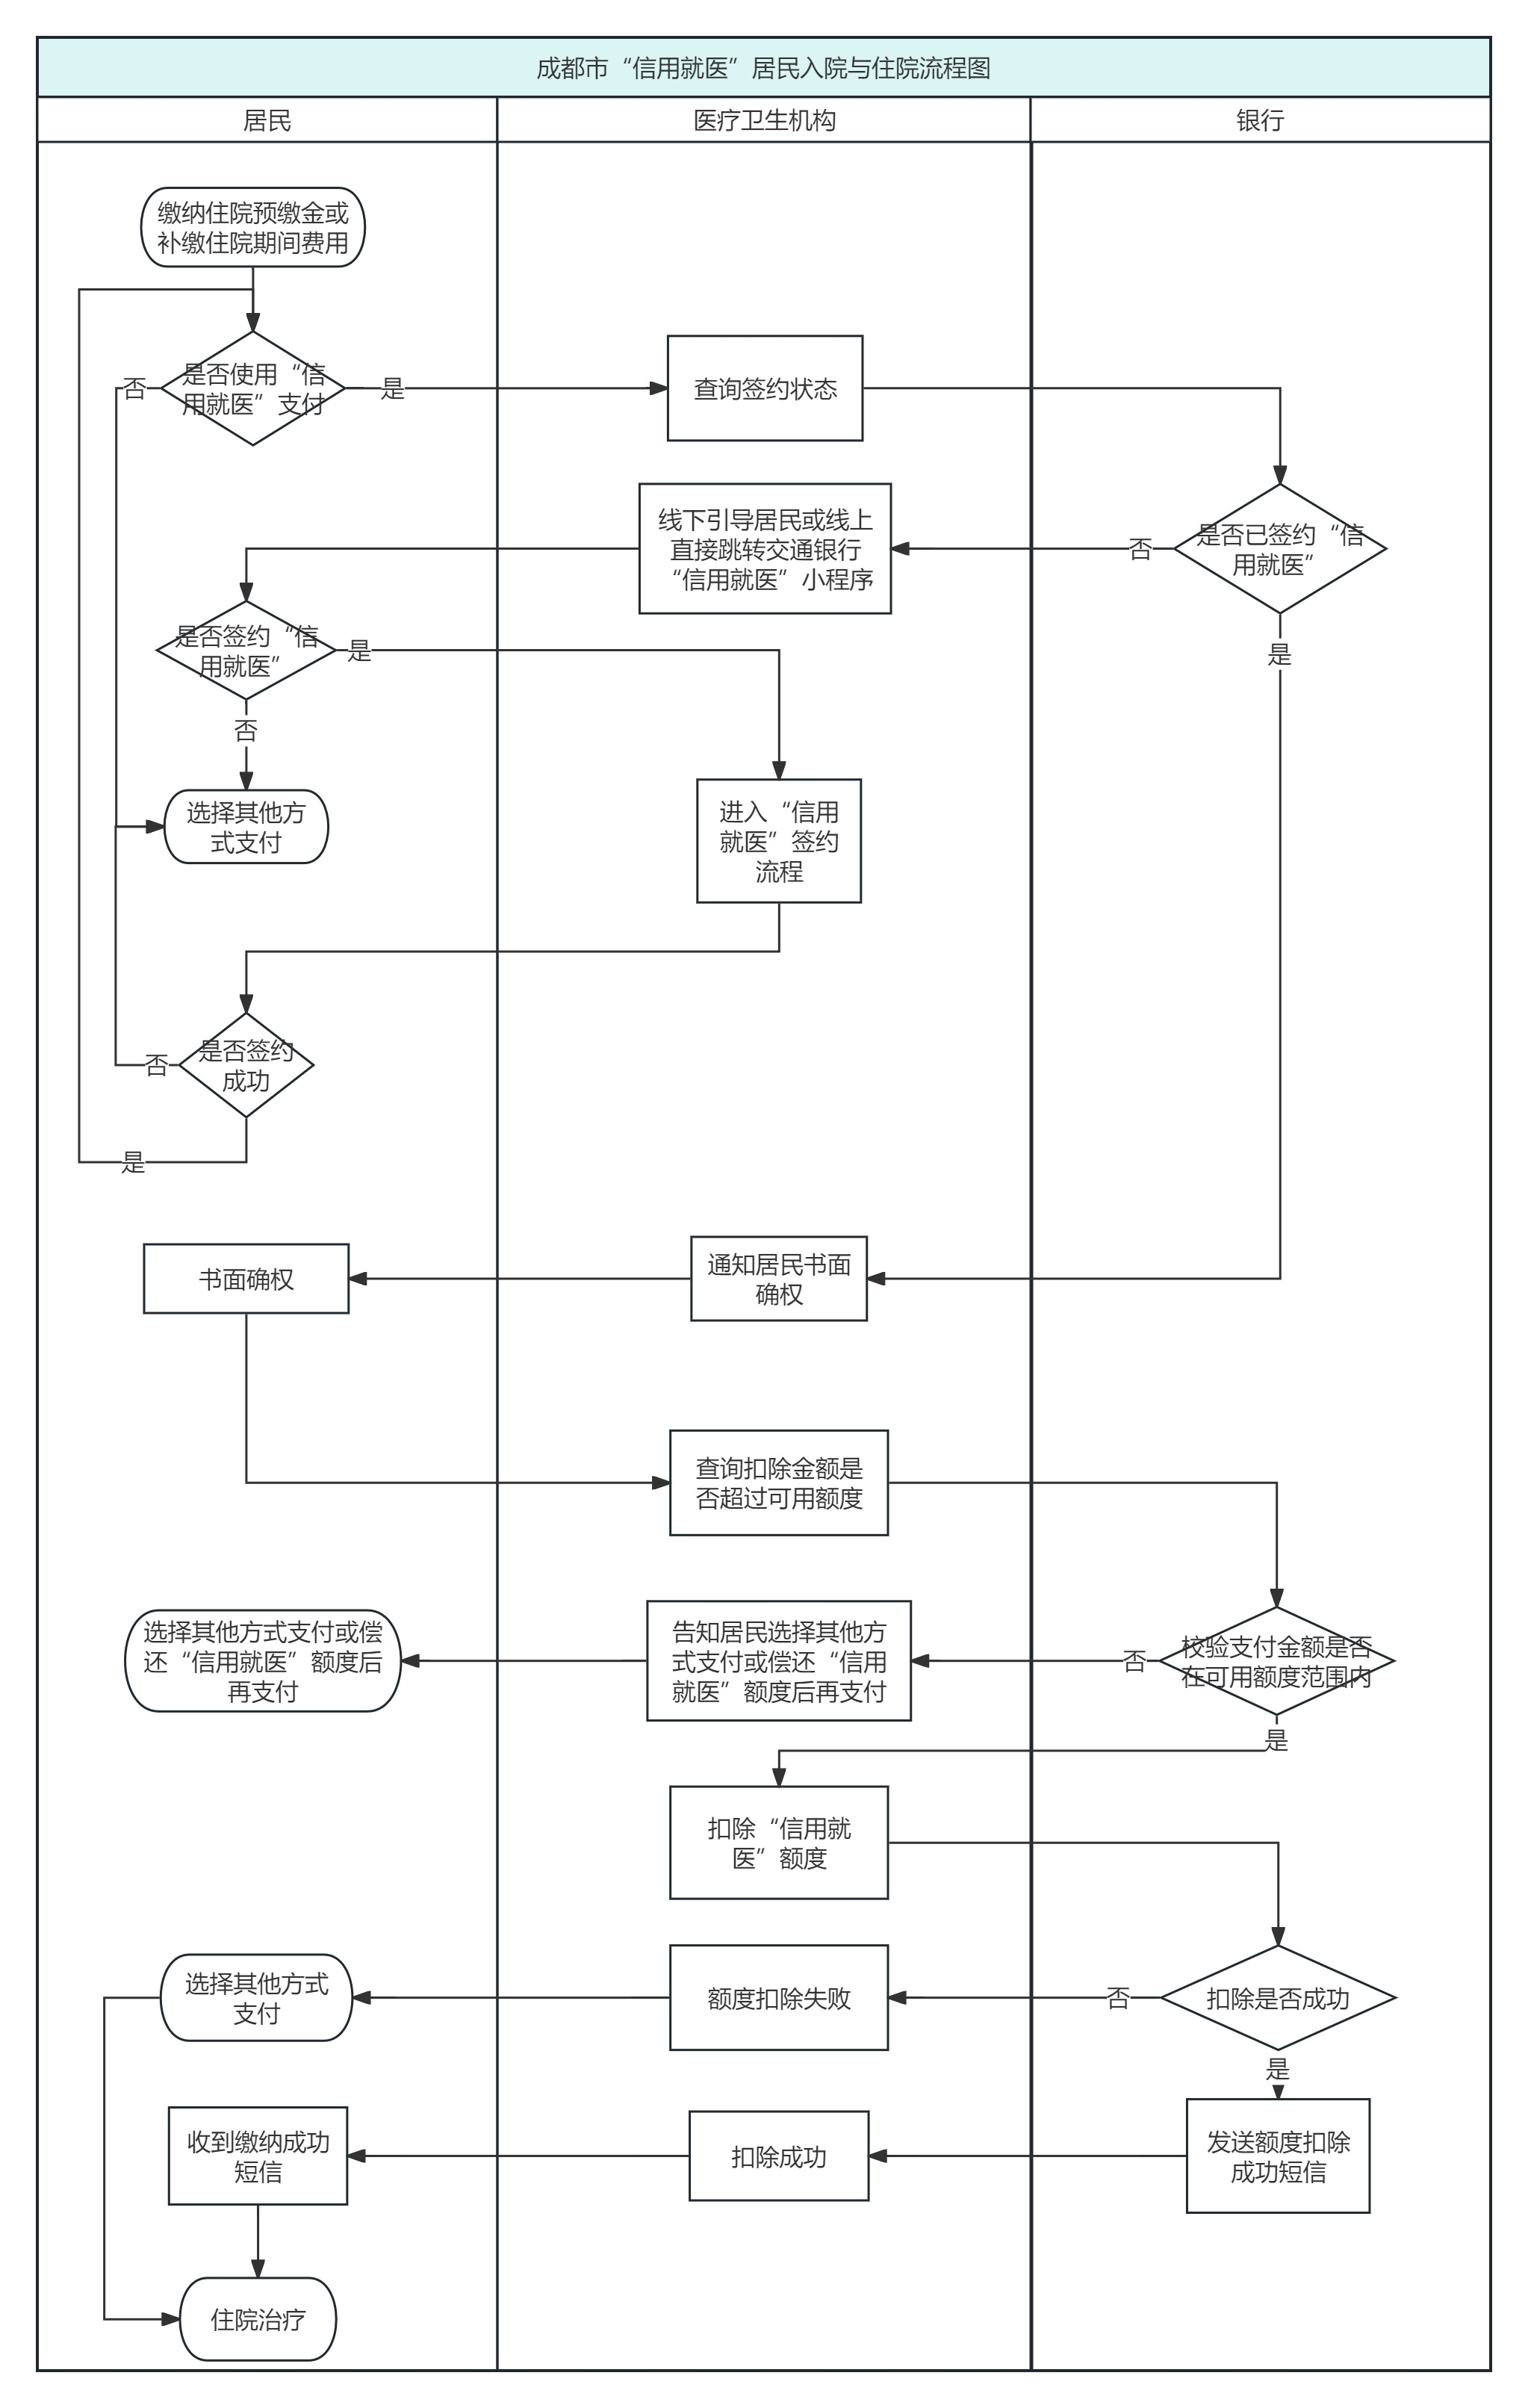 成都市“信用就医”居民入院与住院流程图
居民
医疗卫生机构
银行
缴纳住院预缴金或
补缴住院期间费用
是否使用“信
用就医”支付
否
是
查询签约状态
是否已签约“信
用就医”
否
是
线下引导居民或线上
直接跳转交通银行
“信用就医”小程序
是否签约“信
用就医”
是
否
选择其他方
式支付
进入“信用
就医”签约
流程
是否签约
成功
否
是
通知居民书面
确权
书面确权
查询扣除金额是
否超过可用额度
校验支付金额是否
在可用额度范围内
否
是
告知居民选择其他方
式支付或偿还“信用
就医”额度后再支付
选择其他方式支付或偿
还“信用就医”额度后
再支付
扣除“信用就
医”额度
扣除是否成功
否
是
额度扣除失败
选择其他方式
支付
发送额度扣除
成功短信
扣除成功
收到缴纳成功
短信
住院治疗